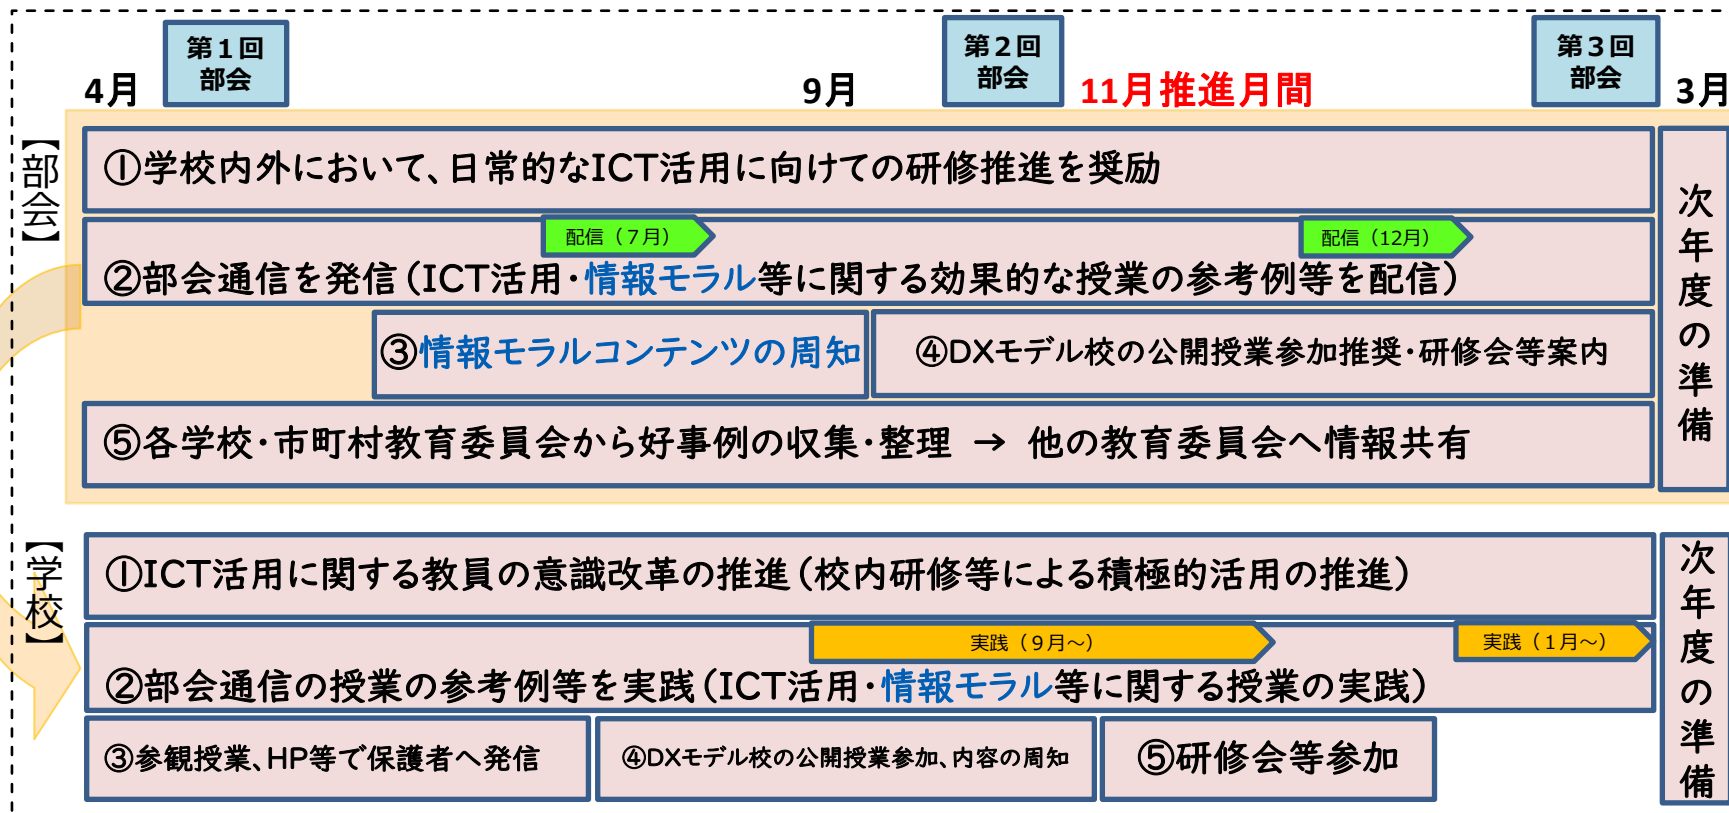 第１回
部会
第２回
部会
第３回
部会
4月
9月
11月推進月間
3月
【部会】
①学校内外において、日常的なICT活用に向けての研修推進を奨励
配信（７月）
配信（12月）
②部会通信を発信（ICT活用・情報モラル等に関する効果的な授業の参考例等を配信）
③情報モラルコンテンツの周知
④DXモデル校の公開授業参加推奨・研修会等案内
⑤各学校・市町村教育委員会から好事例の収集・整理 → 他の教育委員会へ情報共有
次年度の準備
【学校】
①ICT活用に関する教員の意識改革の推進（校内研修等による積極的活用の推進）
実践（９月～）
実践（１月～）
②部会通信の授業の参考例等を実践（ICT活用・情報モラル等に関する授業の実践）
③参観授業、HP等で保護者へ発信
④DXモデル校の公開授業参加、内容の周知
⑤研修会等参加
次年度の準備